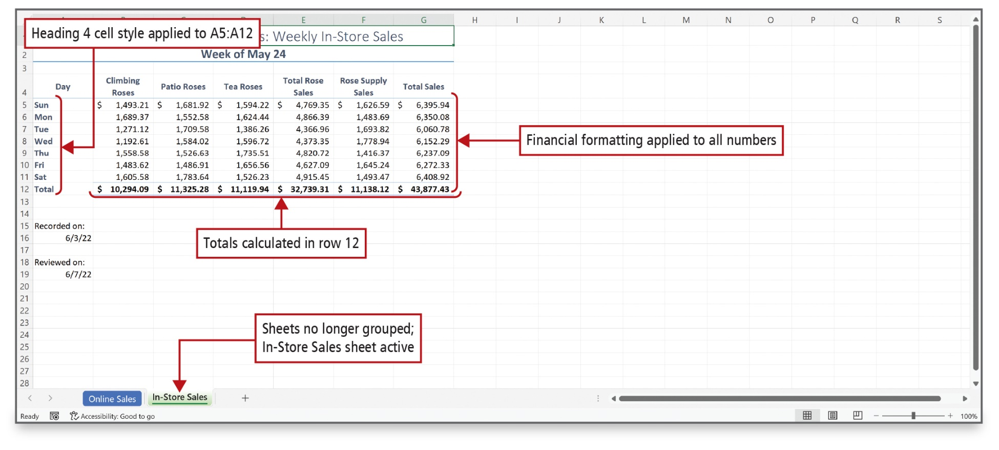 E F G H I J K L M N O P Q R S
Heading 4 cell style applied to A5:A12
s: Weekly In-Store Sales
2 Week of May 24
3
4 Day Climbing Roses Patio Roses Tea Roses Total Rose Sales Rose Supply Sales Total Sales
5 Sun $ 1,493.21 $ 1,681.92 $ 1,594.22 $ 4,769.35 $ 1,626.59 $ 6,395.94
6 Mon 1,689.37 1,552.58 1,624.44 4,866.39 1,483.69 6,350.08
7 Tue 1,271.12 1,709.58 1,386.26 4,366.96 1,693.82 6,060.78
8 Wed 1,192.61 1,584.02 1,596.72 4,373.35 1,778.94 6,152.29
Financial formatting applied to all numbers
9 Thu 1,558.58 1,526.63 1,735.51 4,820.72 1,416.37 6,237.09
10 Fri 1,483.62 1,486.91 1,656.56 4,627.09 1,645.24 6,272.33
11 Sat 1,605.58 1,783.64 1,526.23 4,915.45 1,493.47 6,408.92
12 Total $ 10,294.09 $ 11,325.28 $ 11,119.94 $ 32,739.31 $ 11,138.12 $ 43,877.43
13
14
15 Recorded on:
16 6/3/22
Totals calculated in row 12
17
18 Reviewed on:
19 6/7/22
20
21
22
23
Sheets no longer grouped;
In-Store Sales sheet active
24
25
26
27
28
Online Sales In-Store Sales +
Ready Accessibility: Good to go − + 100%